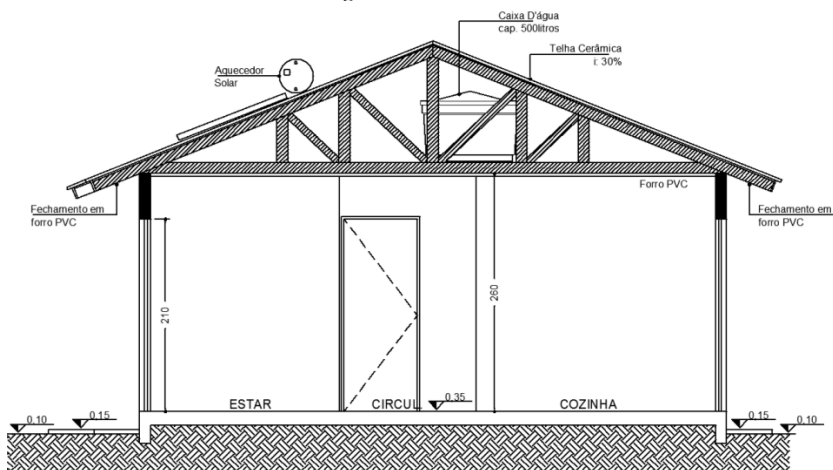 Caixa D'água
cap. 500litros
Telha Cerâmica
i: 30%
Aquecedor
Solar
Forro PVC
Fechamento em
forro PVC
Fechamento em
forro PVC
210
260
ESTAR
CIRCUL
0.35
COZINHA
0.10
0.15
0.15
0.10